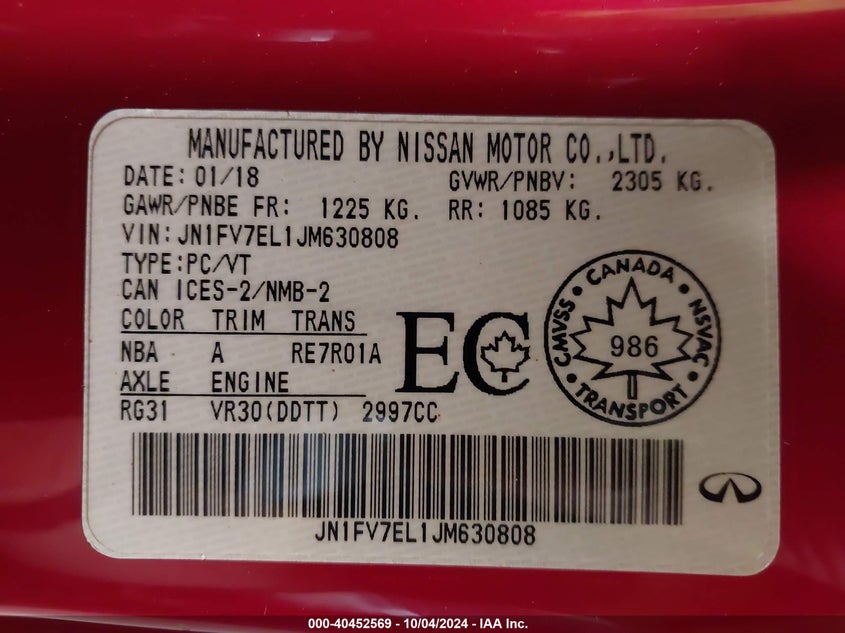 MANUFACTURED BY NISSAN MOTOR CO.,LTD.
DATE: 01/18 GVWR/PNBV: 2305 KG.
GAWR/PNBE FR: 1225 KG. RR: 1085 KG.
VIN: JN1FV7EL1JM630808
TYPE:PC/VT
CAN ICES-2/NMB-2
COLOR TRIM TRANS
NBA A RE7R01A
AXLE ENGINE
RG31 VR30(DDTT) 2997CC
EC
CANADA
CMVSS 986 NSVAC
TRANSPORT
JN1FV7EL1JM630808
000-40452569 - 10/04/2024 - IAA Inc.